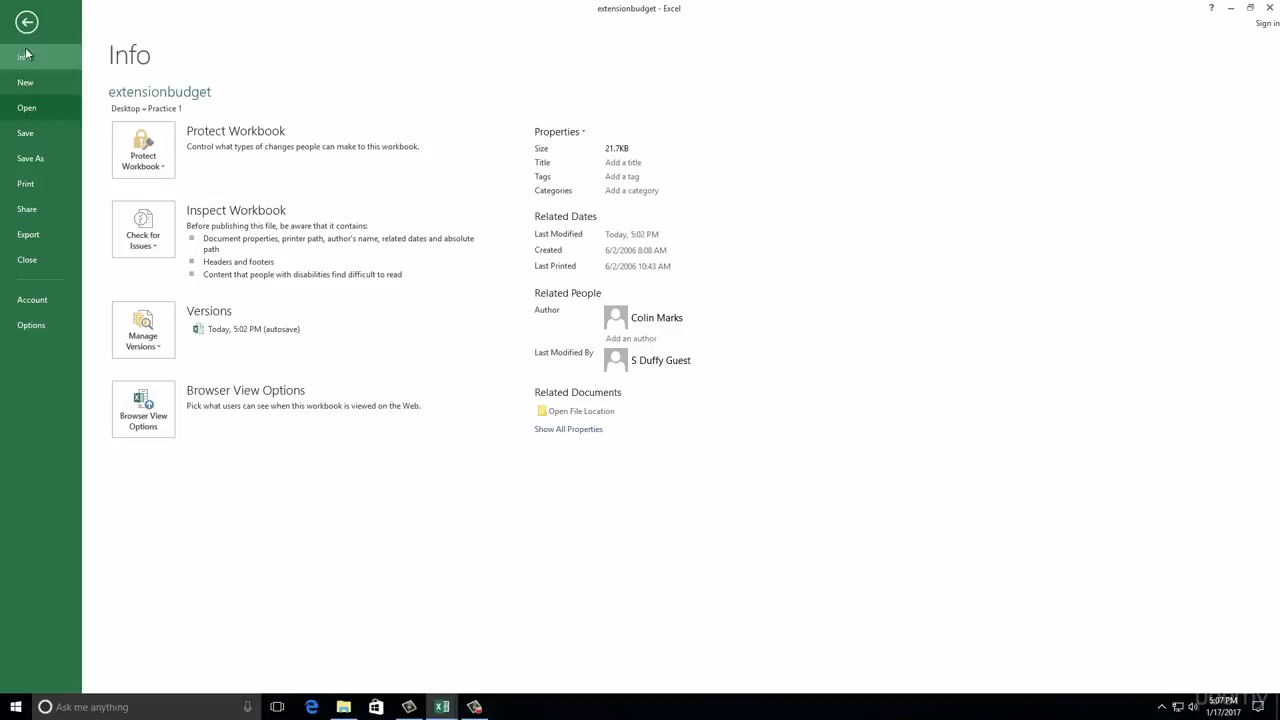 extensionbudget - Excel
?
Sign in
Info
New
Open
Save
Save As
Print
Share
Export
Close
Account
Options
Info
extensionbudget
Desktop » Practice 1
Protect Workbook
Protect Workbook
Control what types of changes people can make to this workbook.
Check for Issues
Inspect Workbook
Before publishing this file, be aware that it contains:
Document properties, printer path, author's name, related dates and absolute
path
Headers and footers
Content that people with disabilities find difficult to read
Manage Versions
Versions
Today, 5:02 PM (autosave)
Browser View Options
Browser View Options
Pick what users can see when this workbook is viewed on the Web.
Properties
Size 21.7KB
Title Add a title
Tags Add a tag
Categories Add a category
Related Dates
Last Modified Today, 5:02 PM
Created 6/2/2006 8:08 AM
Last Printed 6/2/2006 10:43 AM
Related People
Author Colin Marks
Add an author
Last Modified By S Duffy Guest
Related Documents
Open File Location
Show All Properties
Ask me anything
udemy
5:07 PM
1/17/2017